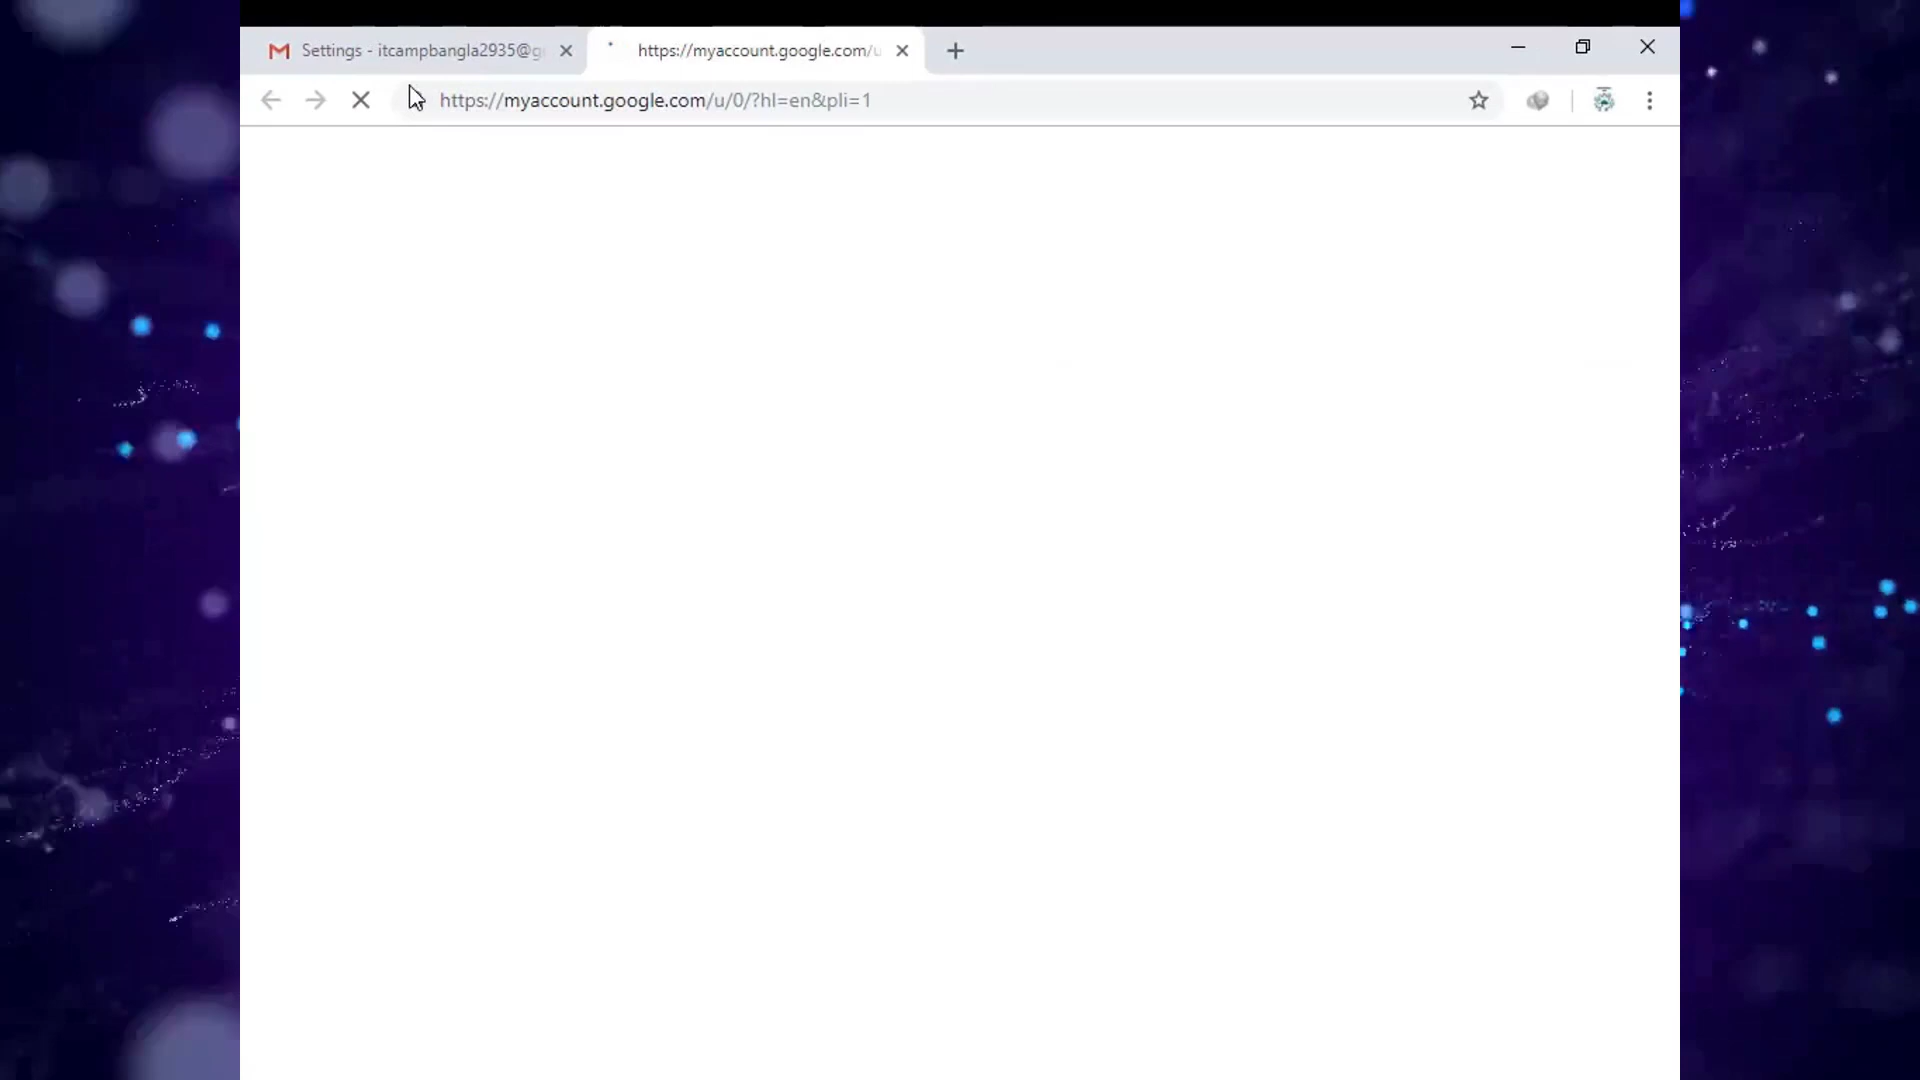 Settings - itcampbangla2935@g
https://myaccount.google.com/u
https://myaccount.google.com/u/0/?hl=en&pli=1